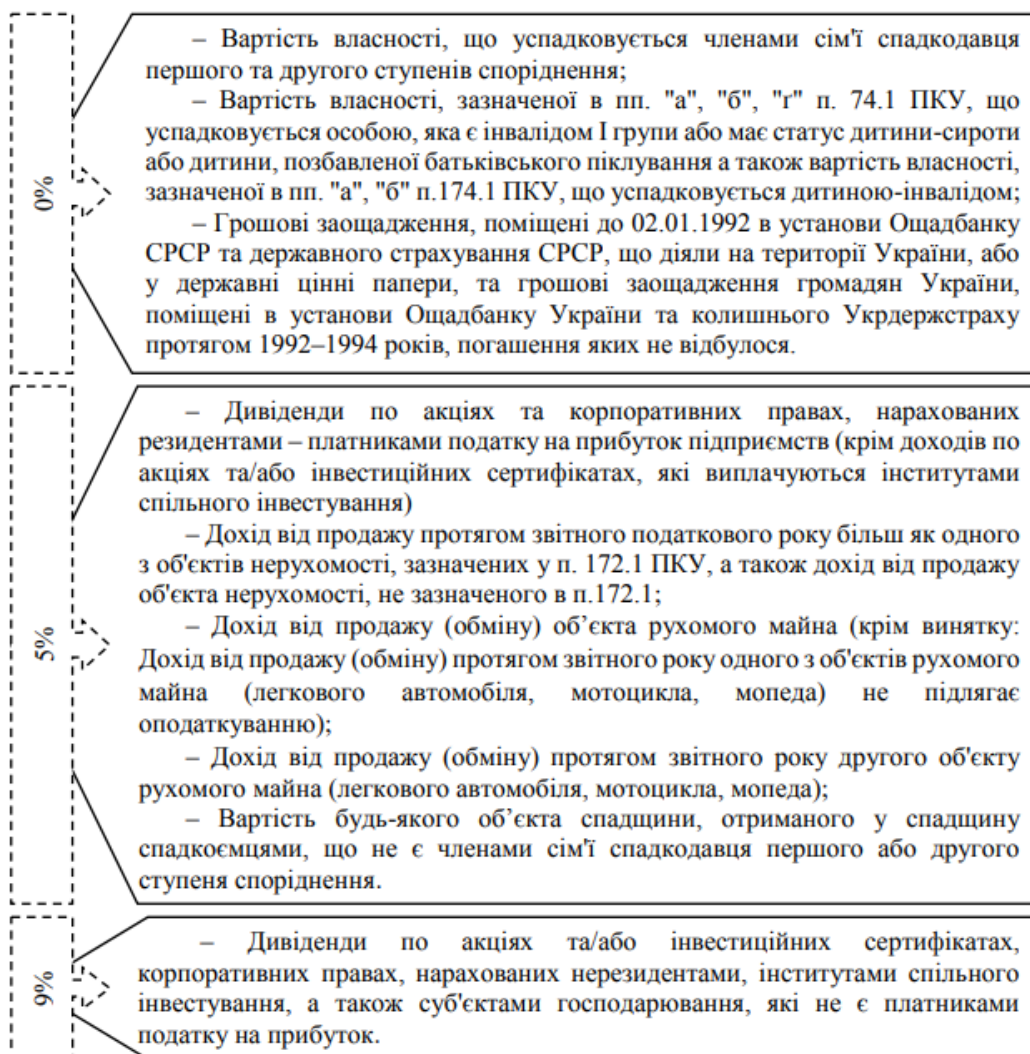 0%
– Вартість власності, що успадковується членами сім'ї спадкодавця
першого та другого ступенів споріднення;
– Вартість власності, зазначеної в пп. "а", "б", "г" п. 74.1 ПКУ, що
успадковується особою, яка є інвалідом І групи або має статус дитини-сироти
або дитини, позбавленої батьківського піклування а також вартість власності,
зазначеної в пп. "а", "б" п.174.1 ПКУ, що успадковується дитиною-інвалідом;
– Грошові заощадження, поміщені до 02.01.1992 в установи Ощадбанку
СРСР та державного страхування СРСР, що діяли на території України, або
у державні цінні папери, та грошові заощадження громадян України,
поміщені в установи Ощадбанку України та колишнього Укрдержстраху
протягом 1992–1994 років, погашення яких не відбулося.
5%
– Дивіденди по акціях та корпоративних правах, нарахованих
резидентами – платниками податку на прибуток підприємств (крім доходів по
акціях та/або інвестиційних сертифікатах, які виплачуються інститутами
спільного інвестування)
– Дохід від продажу протягом звітного податкового року більш як одного
з об'єктів нерухомості, зазначених у п. 172.1 ПКУ, а також дохід від продажу
об'єкта нерухомості, не зазначеного в п.172.1;
– Дохід від продажу (обміну) об’єкта рухомого майна (крім винятку:
Дохід від продажу (обміну) протягом звітного року одного з об'єктів рухомого
майна (легкового автомобіля, мотоцикла, мопеда) не підлягає
оподаткуванню);
– Дохід від продажу (обміну) протягом звітного року другого об'єкту
рухомого майна (легкового автомобіля, мотоцикла, мопеда);
– Вартість будь-якого об’єкта спадщини, отриманого у спадщину
спадкоємцями, що не є членами сім'ї спадкодавця першого або другого
ступеня споріднення.
9%
– Дивіденди по акціях та/або інвестиційних сертифікатах,
корпоративних правах, нарахованих нерезидентами, інститутами спільного
інвестування, а також суб'єктами господарювання, які не є платниками
податку на прибуток.